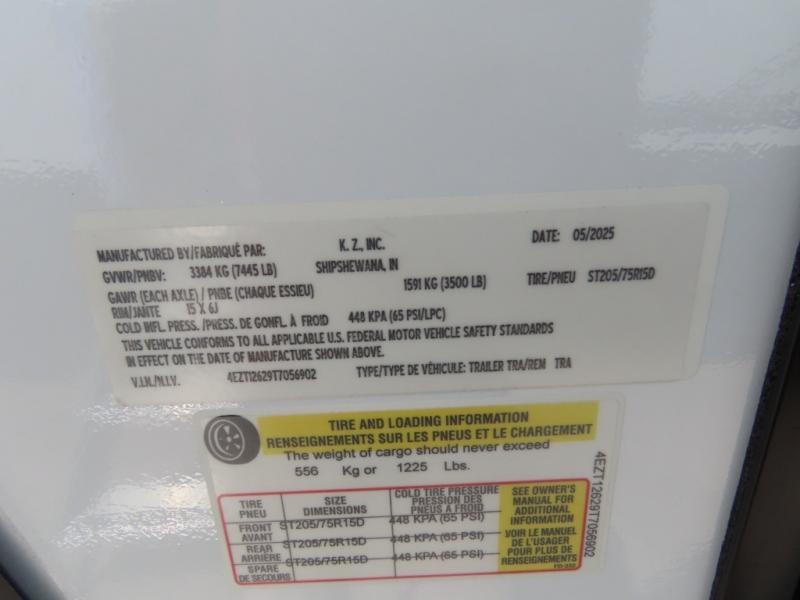 MANUFACTURED BY/FABRIQUÉ PAR: K. Z., INC. DATE: 05/2025
GVWR/PNBV: 3384 KG (7445 LB) SHIPSHEWANA, IN
GAWR (EACH AXLE) / PNBE (CHAQUE ESSIEU) 1591 KG (3500 LB) TIRE/PNEU ST205/75R15D
RIM/JANTE 15 X 6J
COLD INFL. PRESS. /PRESS. DE GONFL. À FROID 448 KPA (65 PSI/LPC)
THIS VEHICLE CONFORMS TO ALL APPLICABLE U.S. FEDERAL MOTOR VEHICLE SAFETY STANDARDS
IN EFFECT ON THE DATE OF MANUFACTURE SHOWN ABOVE.
V.I.N./N.I.V. 4EZT12629T7056902 TYPE/TYPE DE VÉHICULE: TRAILER TRA/REM TRA
TIRE AND LOADING INFORMATION
RENSEIGNEMENTS SUR LES PNEUS ET LE CHARGEMENT
The weight of cargo should never exceed
556 Kg or 1225 Lbs.
TIRE
PNEU
SIZE
DIMENSIONS
COLD TIRE PRESSURE
PRESSION DES
PNEUS A FROID
FRONT
AVANT
ST205/75R15D
448 KPA (65 PSI)
REAR
ARRIÈRE
ST205/75R15D
448 KPA (65 PSI)
SPARE
DE SECOURS
ST205/75R15D
448 KPA (65 PSI)
SEE OWNER'S
MANUAL FOR
ADDITIONAL
INFORMATION
VOIR LE MANUEL
DE L'USAGER
POUR PLUS DE
RENSEIGNEMENTS
4EZT12629T7056902